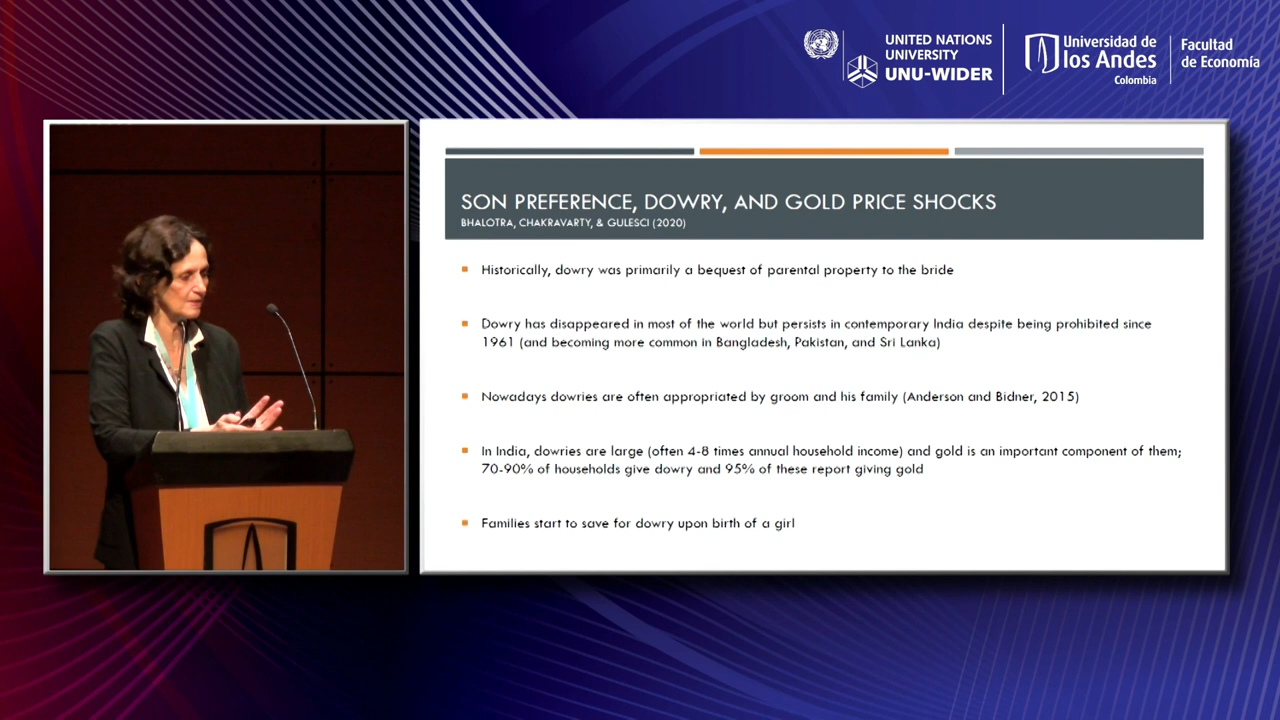 UNITED NATIONS
UNIVERSITY
UNU-WIDER
Universidad de
los Andes
Colombia
Facultad
de Economía
SON PREFERENCE, DOWRY, AND GOLD PRICE SHOCKS
BHALOTRA, CHAKRAVARTY, & GULESCI (2020)
Historically, dowry was primarily a bequest of parental property to the bride
Dowry has disappeared in most of the world but persists in contemporary India despite being prohibited since
1961 (and becoming more common in Bangladesh, Pakistan, and Sri Lanka)
Nowadays dowries are often appropriated by groom and his family (Anderson and Bidner, 2015)
In India, dowries are large (often 4-8 times annual household income) and gold is an important component of them;
70-90% of households give dowry and 95% of these report giving gold
Families start to save for dowry upon birth of a girl